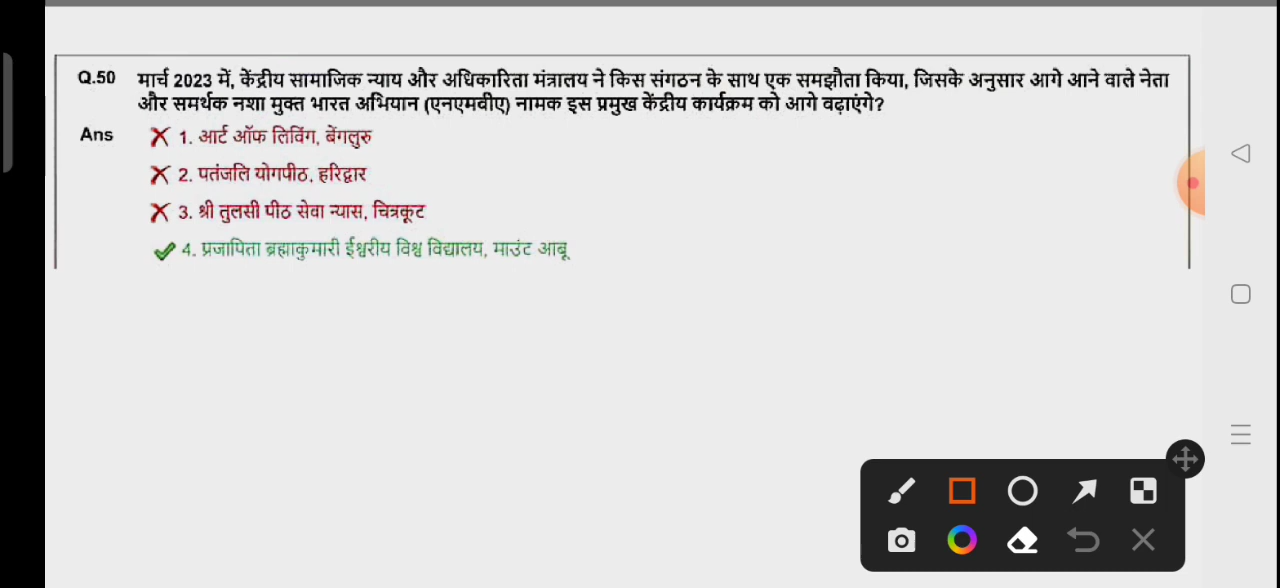 Q.50 मार्च 2023 में, केंद्रीय सामाजिक न्याय और अधिकारिता मंत्रालय ने किस संगठन के साथ एक समझौता किया, जिसके अनुसार आगे आने वाले नेता
और समर्थक नशा मुक्त भारत अभियान (एनएमबीए) नामक इस प्रमुख केंद्रीय कार्यक्रम को आगे बढ़ाएंगे?
Ans 1. आर्ट ऑफ लिविंग, बेंगलुरु
2. पतंजलि योगपीठ, हरिद्वार
3. श्री तुलसी पीठ सेवा न्यास, चित्रकूट
4. प्रजापिता ब्रह्माकुमारी ईश्वरीय विश्व विद्यालय, माउंट आबू